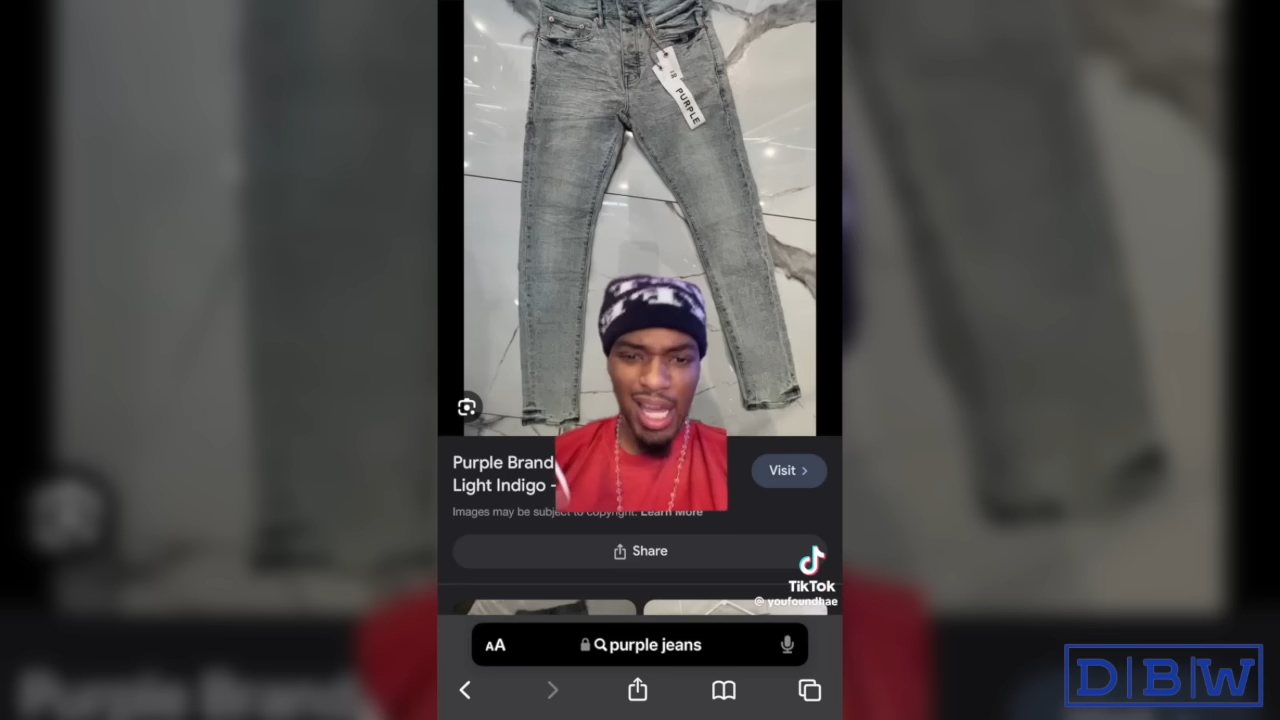 PURPLE
Purple Brand
Light Indigo -
Visit >
Images may be subject to copyright. Learn More
Share
TikTok
@ youfoundhae
AA
purple jeans
D|B|W